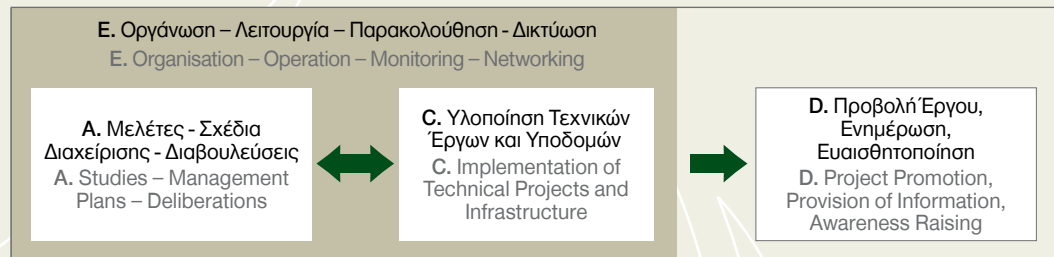 E. Οργάνωση – Λειτουργία – Παρακολούθηση - Δικτύωση
E. Organisation – Operation – Monitoring – Networking
A. Μελέτες - Σχέδια
Διαχείρισης - Διαβουλεύσεις
A. Studies – Management
Plans – Deliberations
C. Υλοποίηση Τεχνικών
Έργων και Υποδομών
C. Implementation of
Technical Projects and
Infrastructure
D. Προβολή Έργου,
Ενημέρωση,
Ευαισθητοποίηση
D. Project Promotion,
Provision of Information,
Awareness Raising